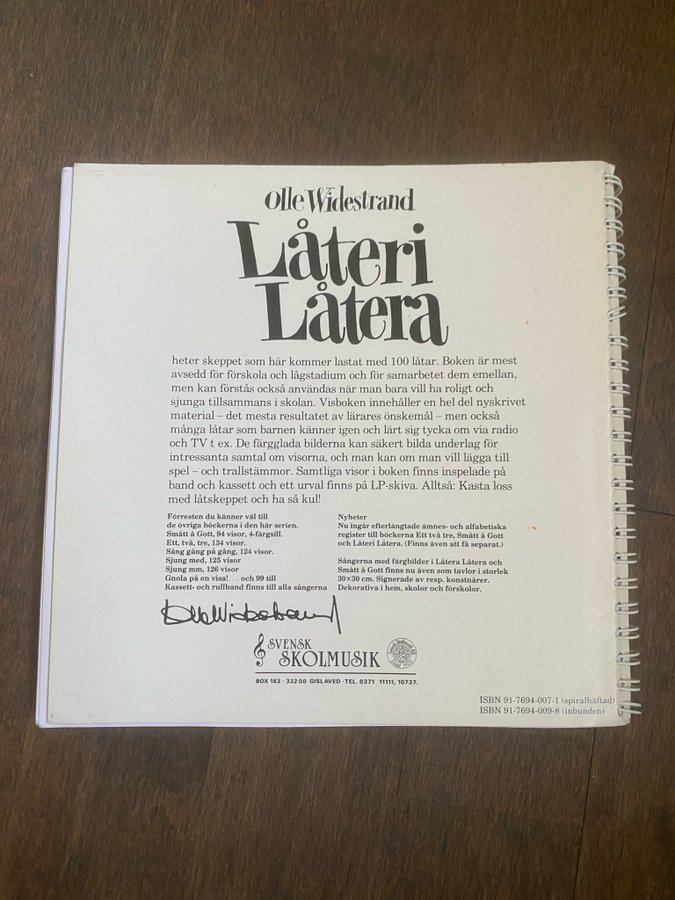 Olle Widestrand
Låteri
Låtera
heter skeppet som här kommer lastat med 100 låtar. Boken är mest
avsedd för förskola och lågstadium och för samarbetet dem emellan,
men kan förstås också användas när man bara vill ha roligt och
sjunga tillsammans i skolan. Visboken innehåller en hel del nyskrivet
material – det mesta resultatet av lärares önskemål – men också
många låtar som barnen känner igen och lärt sig tycka om via radio
och TV t ex. De färgglada bilderna kan säkert bilda underlag för
intressanta samtal om visorna, och man kan om man vill lägga till
spel – och trallstämmor. Samtliga visor i boken finns inspelade på
band och kassett och ett urval finns på LP-skiva. Alltså: Kasta loss
med låtskeppet och ha så kul!
Förresten du känner väl till
de övriga böckerna i den här serien.
Smått å Gott, 94 visor, 4-färgsill.
Ett, två, tre, 134 visor.
Sång gång på gång, 124 visor.
Sjung med, 125 visor
Sjung mm, 126 visor
Gnola på en visa!. . . och 99 till
Kassett- och rullband finns till alla sångerna
Nyheter
Nu ingår efterlängtade ämnes- och alfabetiska
register till böckerna Ett två tre, Smått å Gott
och Låteri Låtera. (Finns även att få separat.)
Sångerna med färgbilder i Låtera Låtera och
Smått å Gott finns nu även som tavlor i storlek
30×30 cm. Signerade av resp. konstnärer.
Dekorativa i hem, skolor och förskolor.
Olle Widestrand
SVENSK
SKOLMUSIK
BOX 183 · 332 00 GISLAVED · TEL. 0371 11111, 10737.
ISBN 91-7694-007-1 (spiralhäftad)
ISBN 91-7694-009-8 (inbunden)